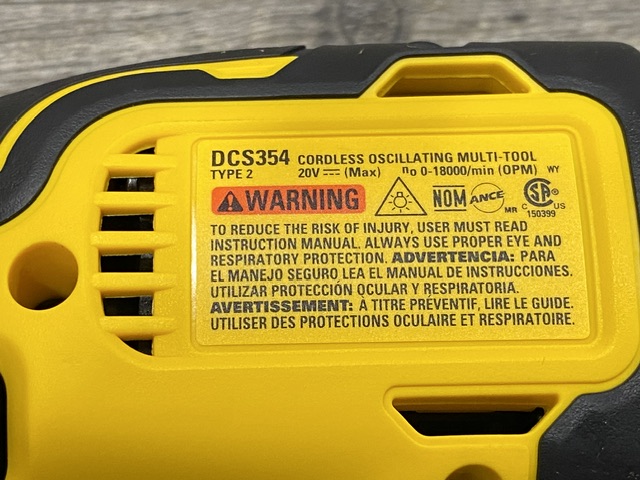 DCS354 CORDLESS OSCILLATING MULTI-TOOL
TYPE 2 20V ⎓ (Max) n₀ 0-18000/min (OPM) WY
⚠WARNING NOM ANCE MR C SA US
150399
TO REDUCE THE RISK OF INJURY, USER MUST READ
INSTRUCTION MANUAL. ALWAYS USE PROPER EYE AND
RESPIRATORY PROTECTION. ADVERTENCIA: PARA
EL MANEJO SEGURO LEA EL MANUAL DE INSTRUCCIONES.
UTILIZAR PROTECCIÓN OCULAR Y RESPIRATORIA.
AVERTISSEMENT: À TITRE PRÉVENTIF, LIRE LE GUIDE.
UTILISER DES PROTECTIONS OCULAIRE ET RESPIRATOIRE.